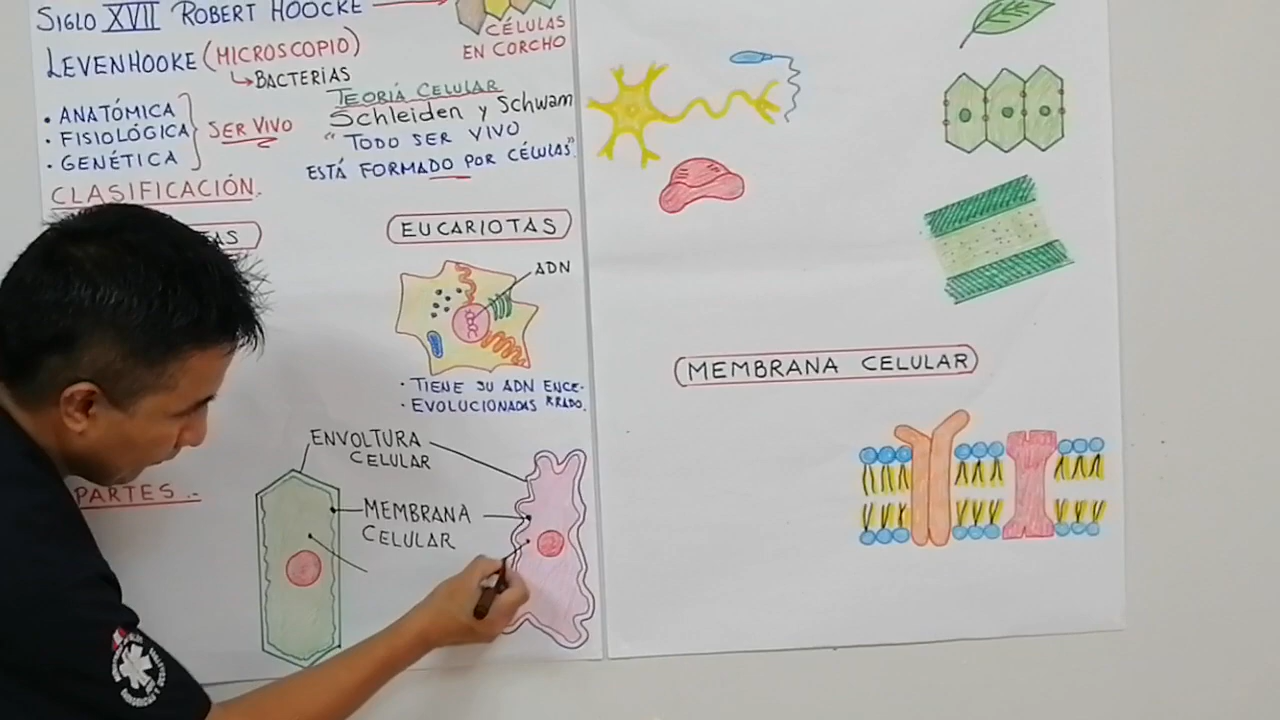 SIGLO XVII ROBERT HOOCKE
CÉLULAS
EN CORCHO
LEVENHOOKE (MICROSCOPIO)
BACTERIAS
• ANATÓMICA
• FISIOLÓGICA
• GENÉTICA
SER VIVO
TEORÍA CELULAR
Schleiden y Schwam
"TODO SER VIVO
ESTÁ FORMADO POR CÉLULAS".
CLASIFICACIÓN.
EUCARIOTAS
ADN
• TIENE SU ADN ENCE-
RRADO.
• EVOLUCIONADAS
PARTES.-
ENVOLTURA
CELULAR
MEMBRANA
CELULAR
MEMBRANA CELULAR